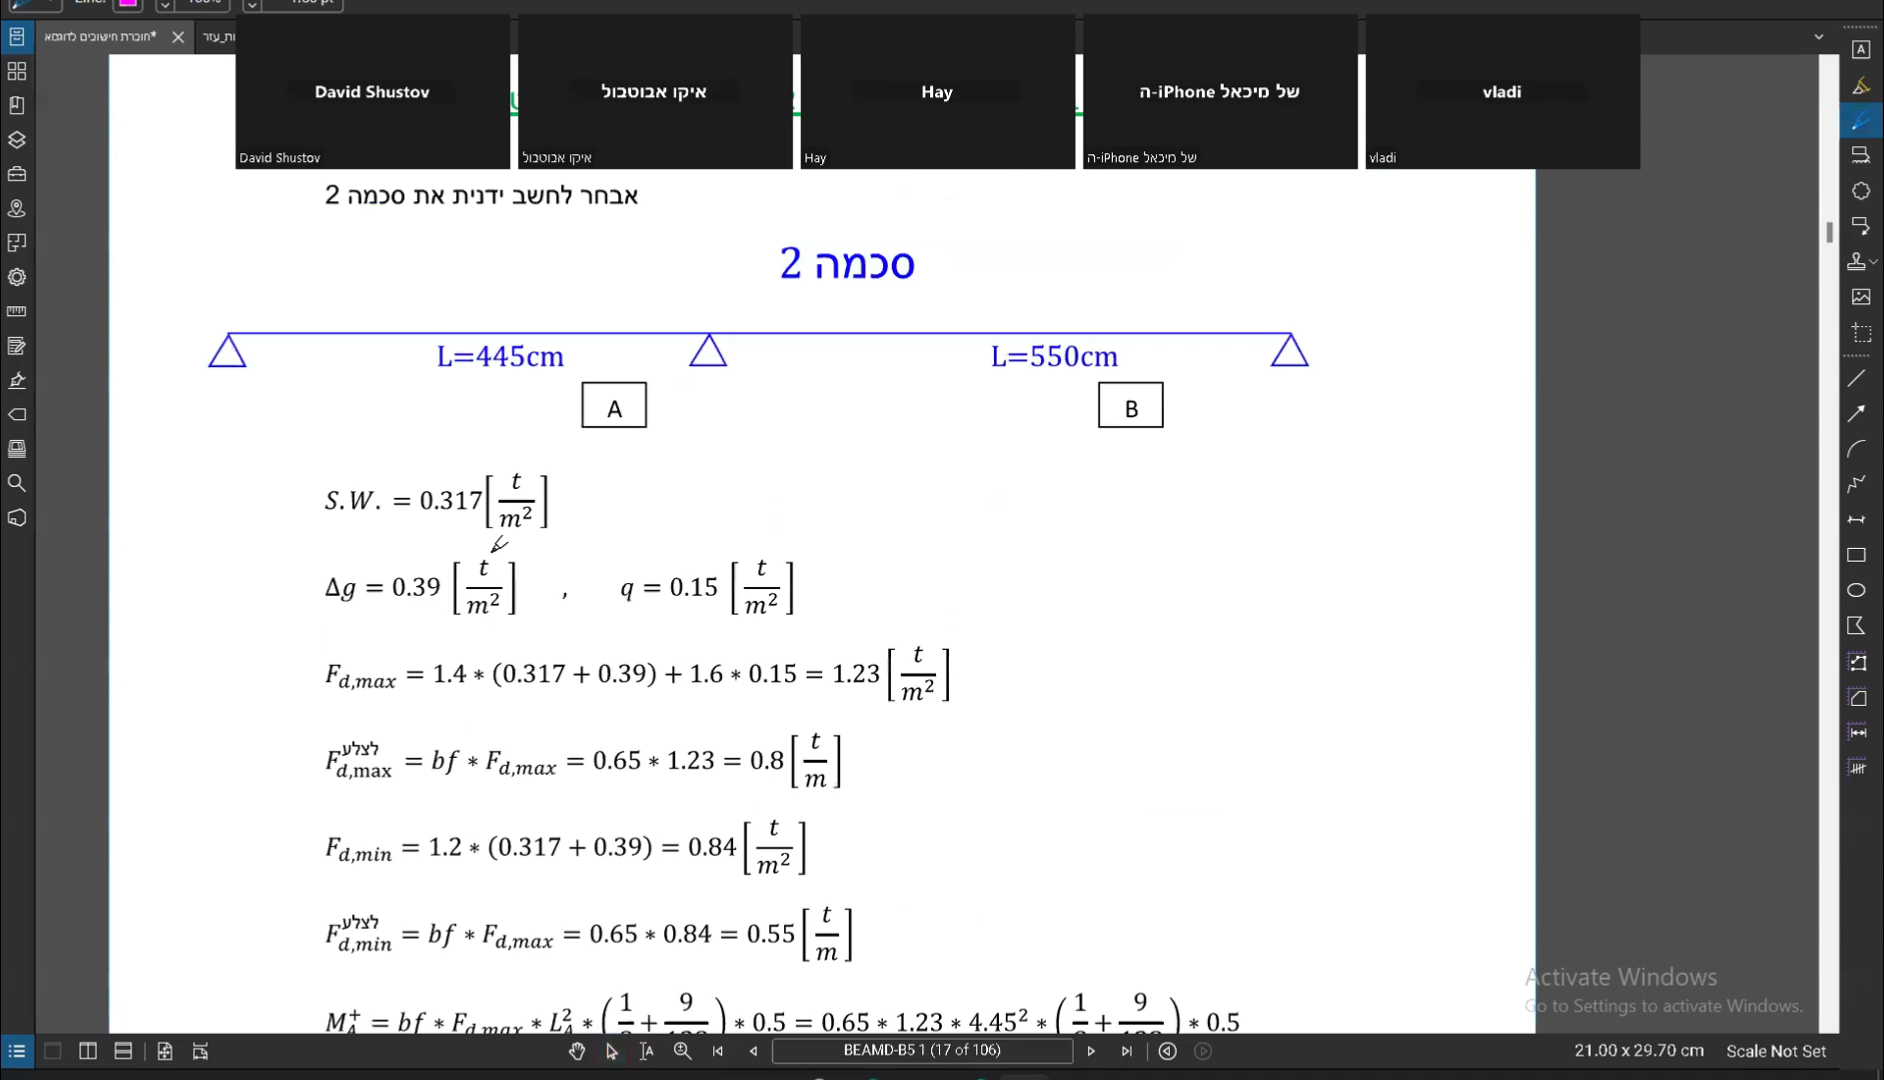 חוברת חישובים לדוגמא*
David Shustov
איקו אבוטבול
Hay
ה-iPhone של מיכאל
vladi
David Shustov
איקו אבוטבול
Hay
ה-iPhone של מיכאל
vladi
אבחר לחשב ידנית את סכמה 2
סכמה 2
L=445cm
L=550cm
A
B
S.W. = 0.317[t/m²]
Δg = 0.39 [t/m²] , q = 0.15 [t/m²]
F_d,max = 1.4 * (0.317 + 0.39) + 1.6 * 0.15 = 1.23 [t/m²]
F_d,max^לצלע = bf * F_d,max = 0.65 * 1.23 = 0.8 [t/m]
F_d,min = 1.2 * (0.317 + 0.39) = 0.84 [t/m²]
F_d,min^לצלע = bf * F_d,max = 0.65 * 0.84 = 0.55 [t/m]
Activate Windows
Go to Settings to activate Windows.
BEAMD-B5 1 (17 of 106)
21.00 x 29.70 cm
Scale Not Set